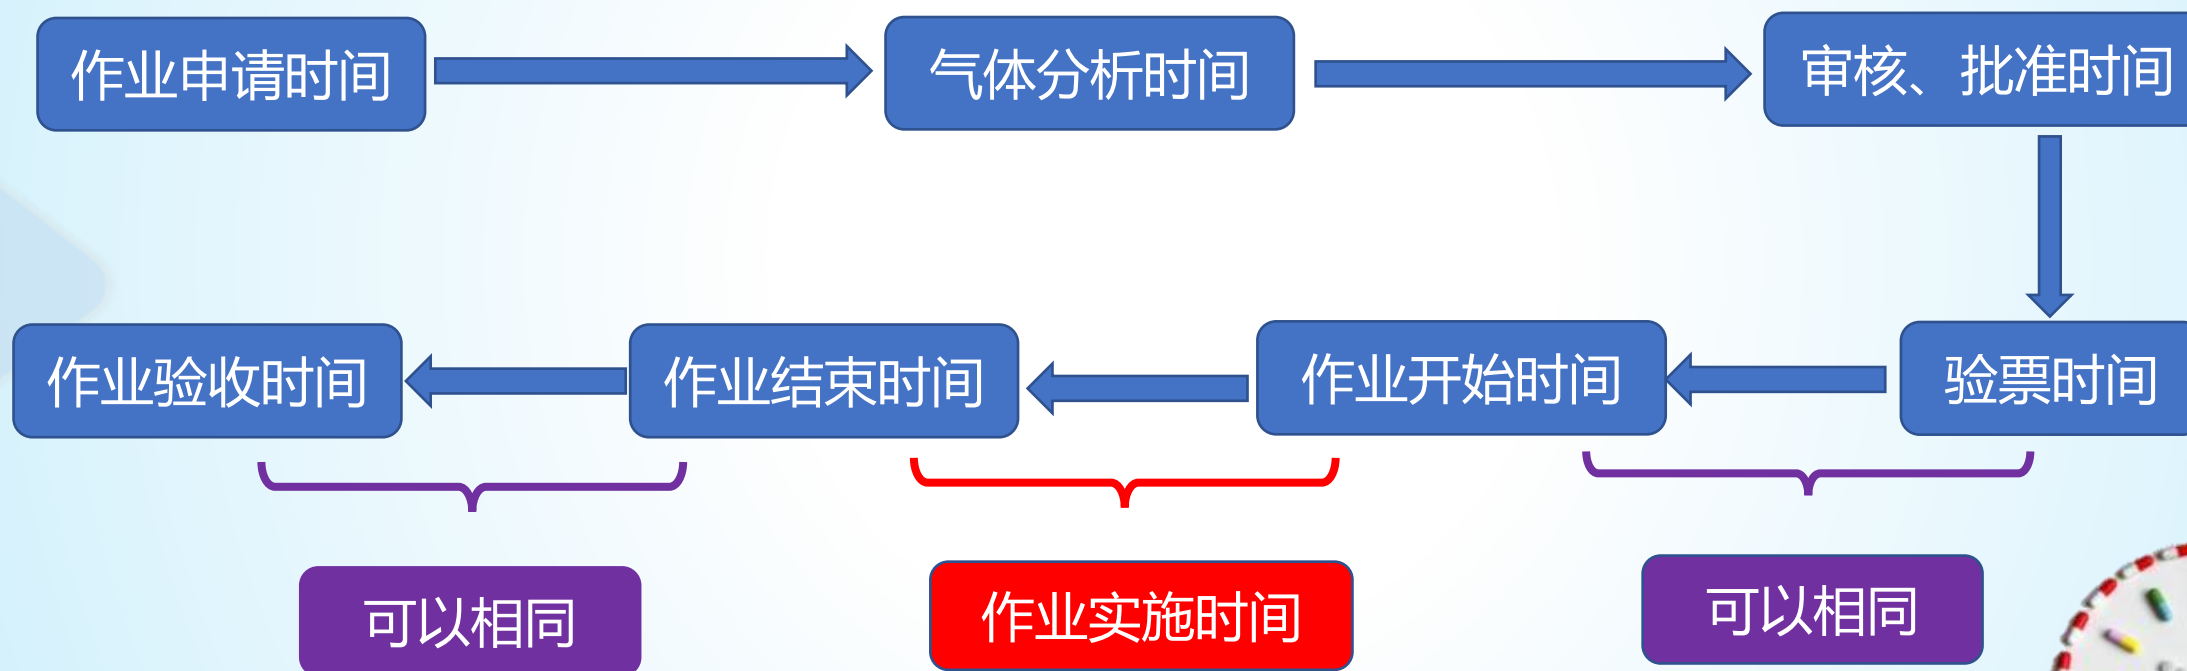 作业申请时间
气体分析时间
审核、批准时间
作业验收时间
作业结束时间
作业开始时间
验票时间
可以相同
作业实施时间
可以相同